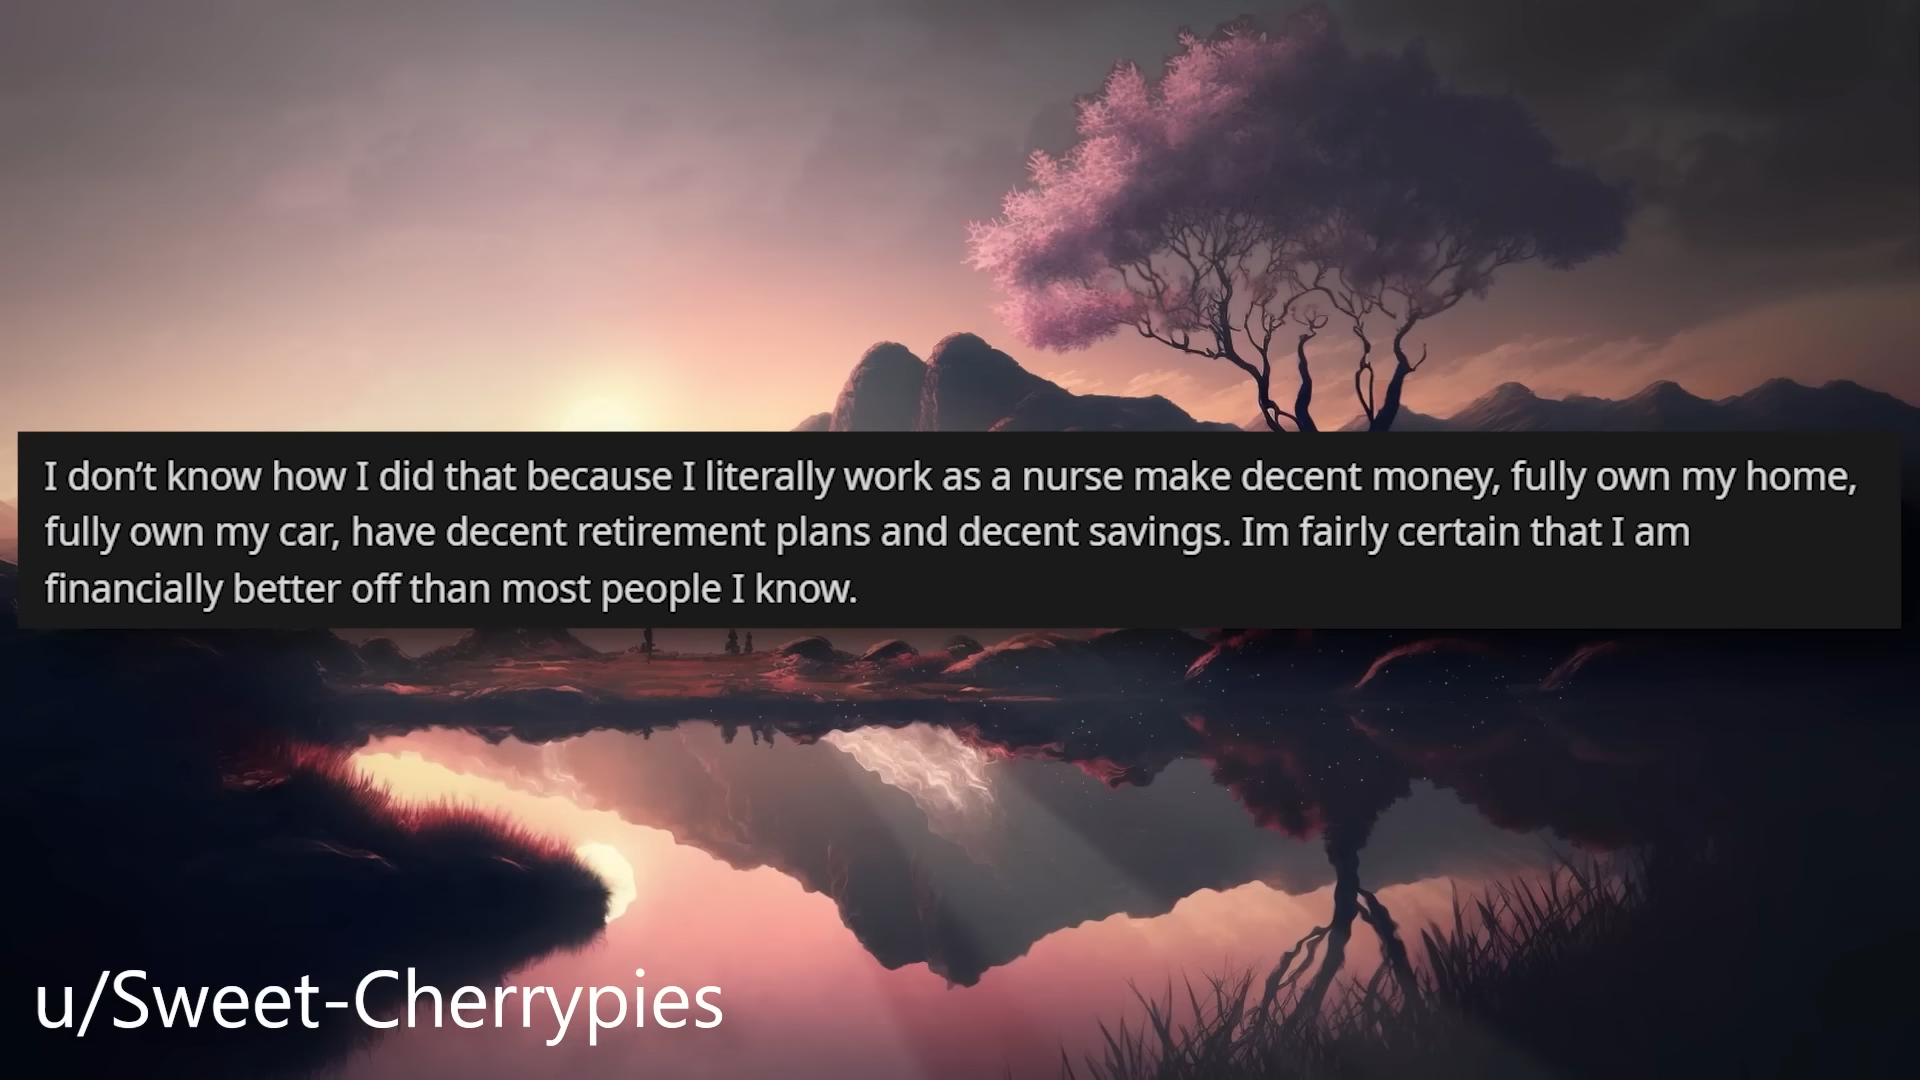 I don’t know how I did that because I literally work as a nurse make decent money, fully own my home,
fully own my car, have decent retirement plans and decent savings. Im fairly certain that I am
financially better off than most people I know.
u/Sweet-Cherrypies